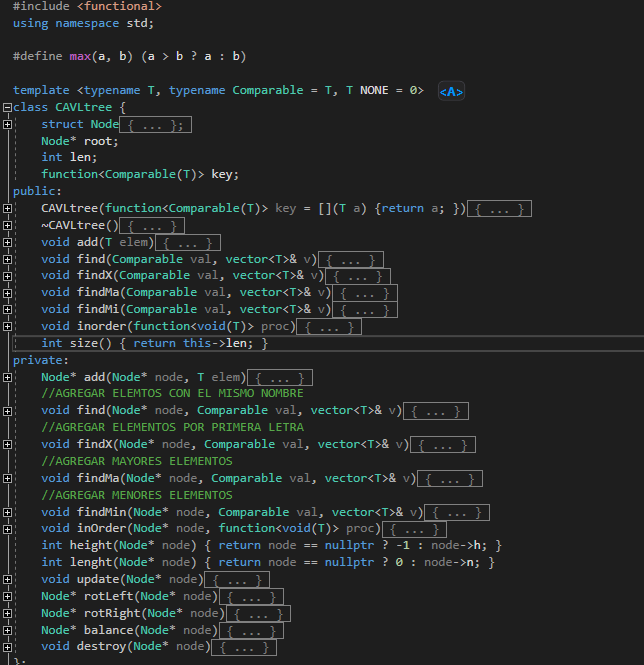 #include <functional>
using namespace std;
#define max(a, b) (a > b ? a : b)
template <typename T, typename Comparable = T, T NONE = 0> <A>
class CAVLtree {
struct Node{ ... };
Node* root;
int len;
function<Comparable(T)> key;
public:
CAVLtree(function<Comparable(T)> key = [](T a) {return a; }){ ... }
~CAVLtree(){ ... }
void add(T elem){ ... }
void find(Comparable val, vector<T>& v){ ... }
void findX(Comparable val, vector<T>& v){ ... }
void findMa(Comparable val, vector<T>& v){ ... }
void findMi(Comparable val, vector<T>& v){ ... }
void inorder(function<void(T)> proc){ ... }
int size() { return this->len; }
private:
Node* add(Node* node, T elem){ ... }
//AGREGAR ELEMTOS CON EL MISMO NOMBRE
void find(Node* node, Comparable val, vector<T>& v){ ... }
//AGREGAR ELEMENTOS POR PRIMERA LETRA
void findX(Node* node, Comparable val, vector<T>& v){ ... }
//AGREGAR MAYORES ELEMENTOS
void findMa(Node* node, Comparable val, vector<T>& v){ ... }
//AGREGAR MENORES ELEMENTOS
void findMin(Node* node, Comparable val, vector<T>& v){ ... }
void inOrder(Node* node, function<void(T)> proc){ ... }
int height(Node* node) { return node == nullptr ? -1 : node->h; }
int lenght(Node* node) { return node == nullptr ? 0 : node->n; }
void update(Node* node){ ... }
Node* rotLeft(Node* node){ ... }
Node* rotRight(Node* node){ ... }
Node* balance(Node* node){ ... }
void destroy(Node* node){ ... }
};